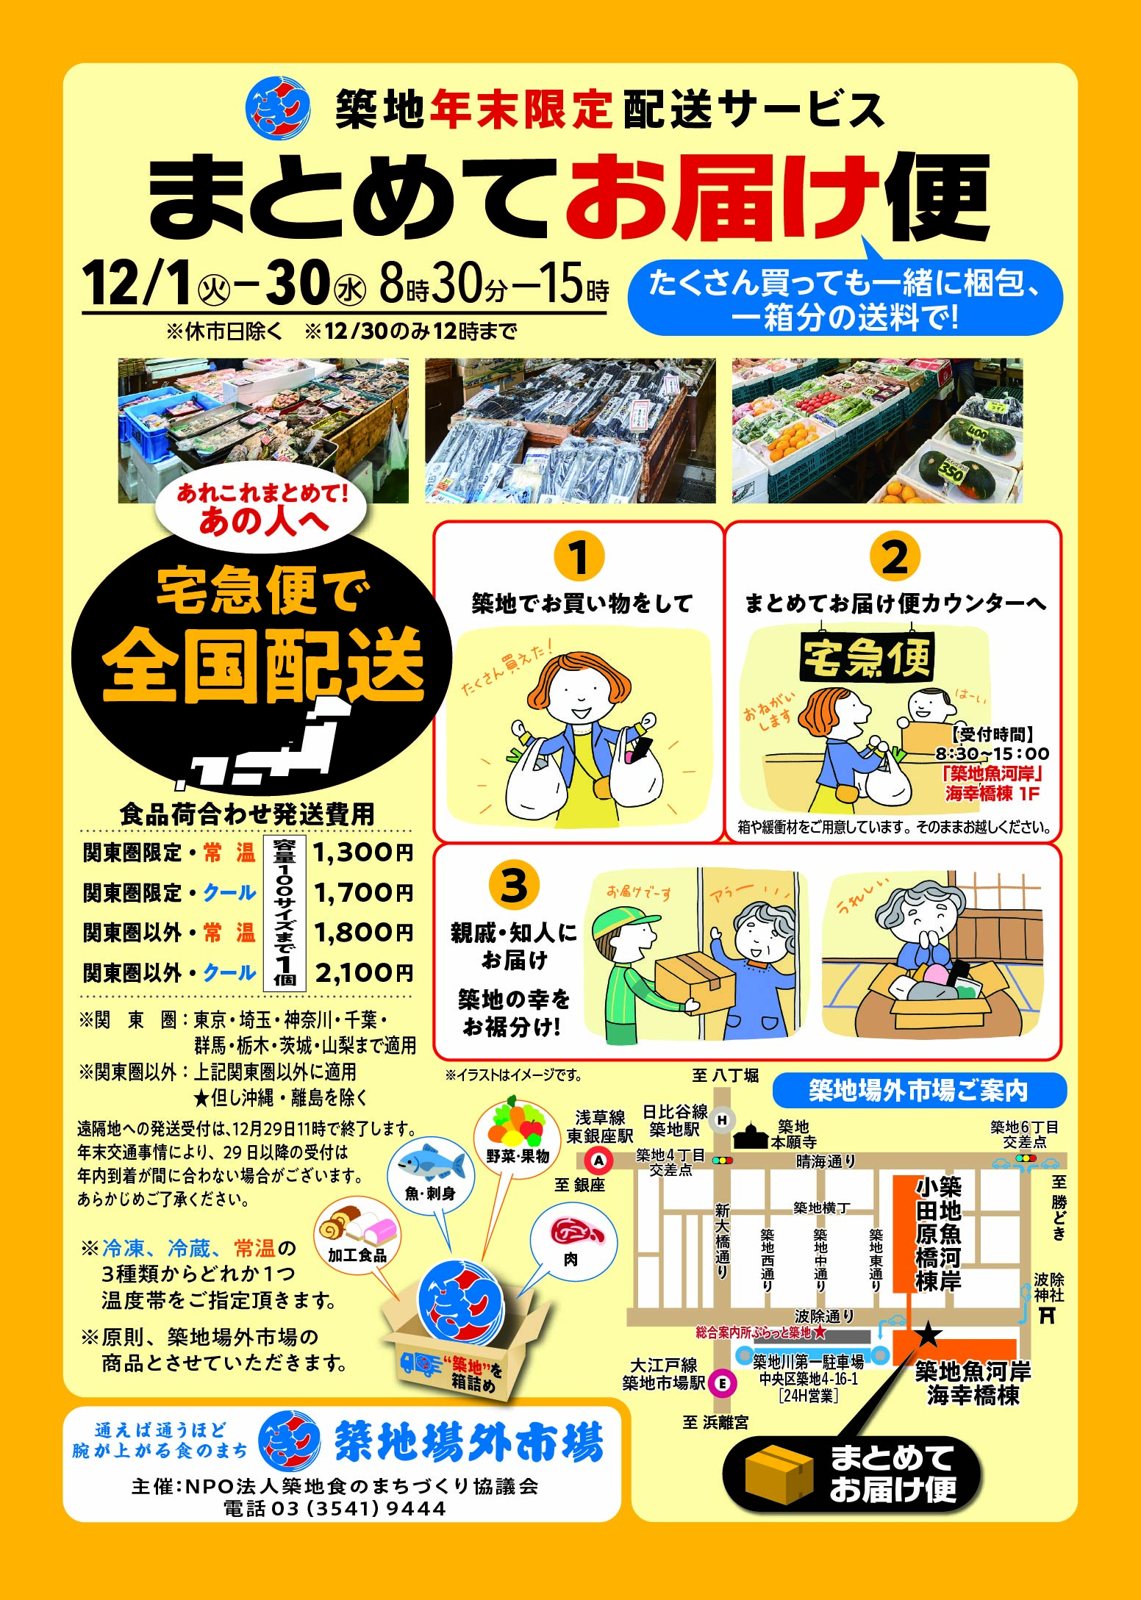 築地年末限定配送サービス
まとめてお届け便
12/1㊋−30㊌ 8時30分−15時
※休市日除く ※12/30のみ12時まで
たくさん買っても一緒に梱包、
一箱分の送料で!
400
350
あれこれまとめて!
あの人へ
宅急便で
全国配送
食品荷合わせ発送費用
関東圏限定・常 温 1,300円
関東圏限定・クール 1,700円
関東圏以外・常 温 1,800円
関東圏以外・クール 2,100円
容量100サイズまで1個
※関 東 圏：東京・埼玉・神奈川・千葉・
群馬・栃木・茨城・山梨まで適用
※関東圏以外：上記関東圏以外に適用
★但し沖縄・離島を除く
遠隔地への発送受付は、12月29日11時で終了します。
年末交通事情により、29日以降の受付は
年内到着が間に合わない場合がございます。
あらかじめご了承ください。
※冷凍、冷蔵、常温の
3種類からどれか1つ
温度帯をご指定頂きます。
※原則、築地場外市場の
商品とさせていただきます。
1
築地でお買い物をして
たくさん買えた!
2
まとめてお届け便カウンターへ
宅急便
おねがい
します
はーい
【受付時間】
8：30~15：00
「築地魚河岸」
海幸橋棟 1F
箱や緩衝材をご用意しています。そのままお越しください。
3
親戚・知人に
お届け
築地の幸を
お裾分け!
お届けでーす
アラー
うれしい
※イラストはイメージです。
加工食品
魚・刺身
野菜・果物
肉
"築地"を
箱詰め
築地場外市場ご案内
至 八丁堀
浅草線
東銀座駅
A
至 銀座
日比谷線
築地駅
H
築地
本願寺
築地4丁目
交差点
晴海通り
築地6丁目
交差点
至 勝どき
新大橋通り
築地横丁
築地西通り
築地中通り
築地東通り
築地魚河岸
小田原橋棟
波除
神社
波除通り
総合案内所ぷらっと築地★
築地川第一駐車場
中央区築地4-16-1
［24H営業］
大江戸線
築地市場駅
E
至 浜離宮
築地魚河岸
海幸橋棟
まとめて
お届け便
通えば通うほど
腕が上がる食のまち
築地場外市場
主催：NPO法人築地食のまちづくり協議会
電話 03（3541）9444